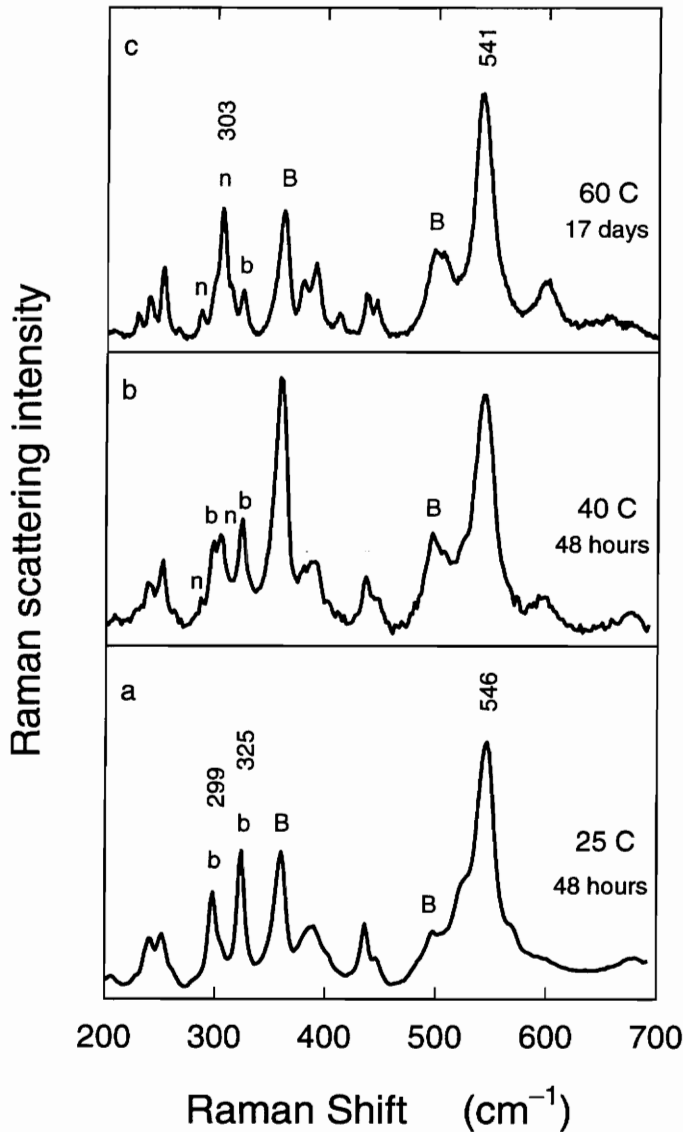 Raman scattering intensity
c
303
541
n
B
60 C
17 days
B
n
b
b
b n b
B
40 C
48 hours
n
a
299
325
546
b
b
B
25 C
48 hours
B
200 300 400 500 600 700
Raman Shift (cm⁻¹)